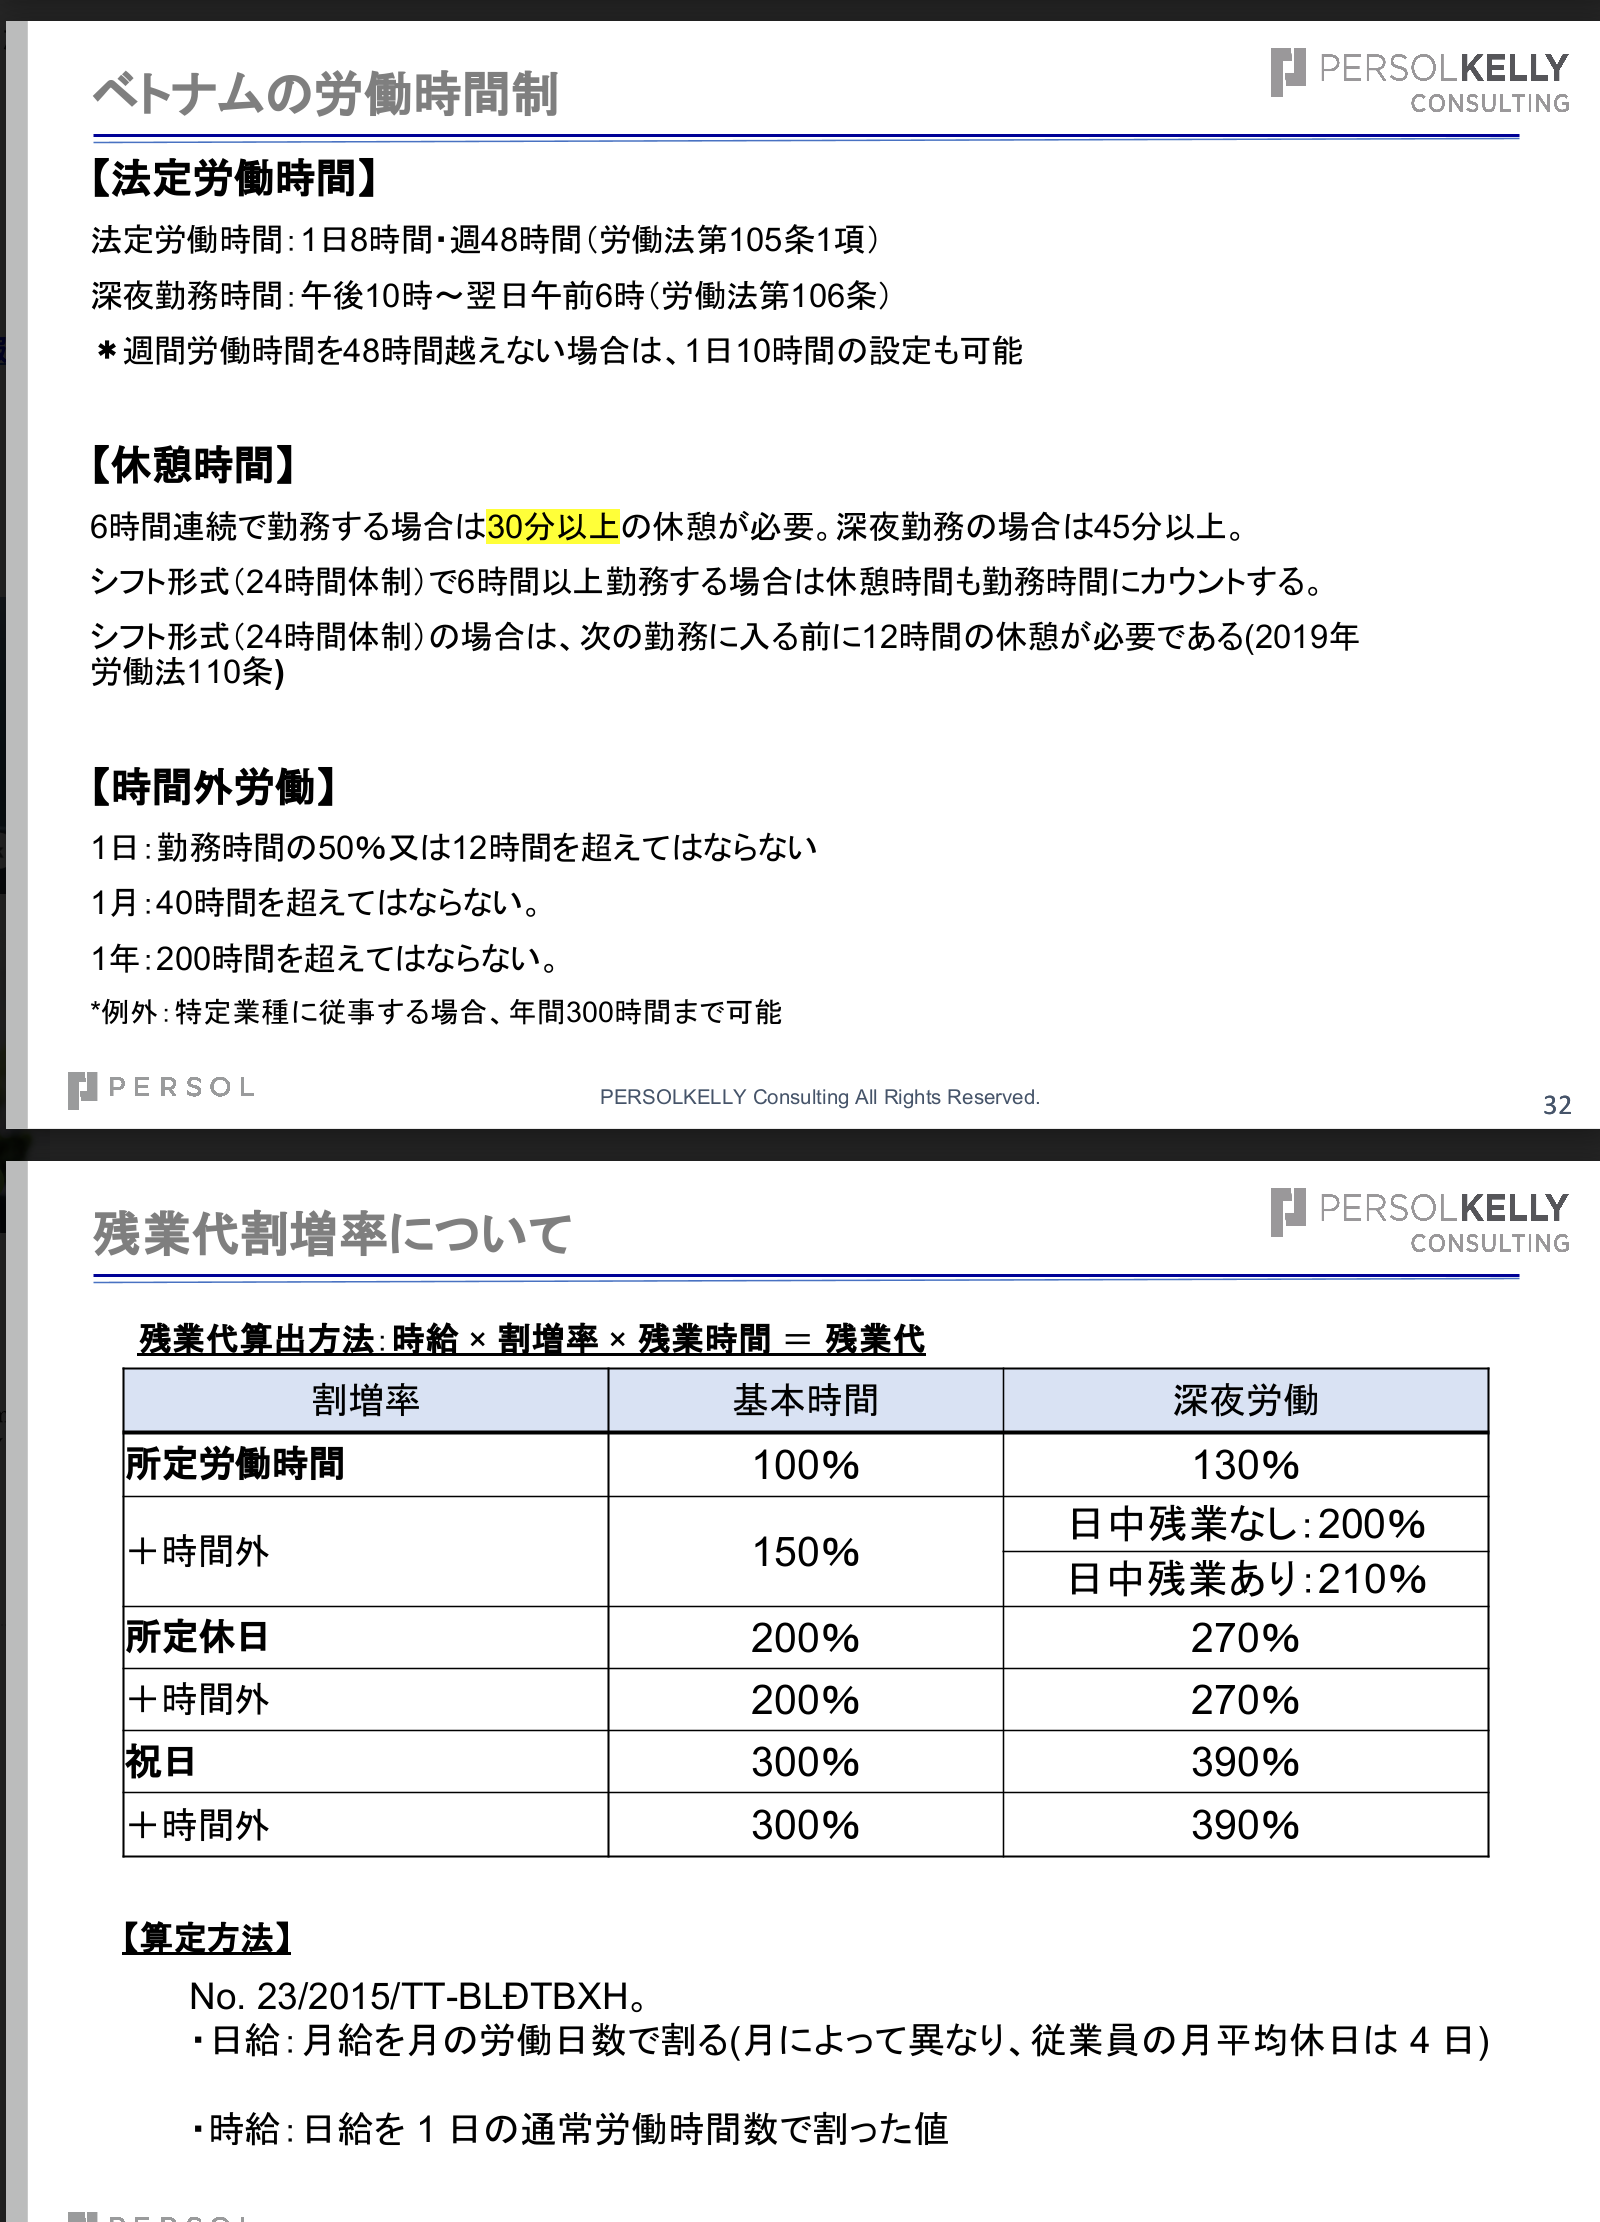 ベトナムの労働時間制
PERSOLKELLY
CONSULTING
【法定労働時間】
法定労働時間：1日8時間・週48時間（労働法第105条1項）
深夜勤務時間：午後10時～翌日午前6時（労働法第106条）
＊週間労働時間を48時間越えない場合は、1日10時間の設定も可能
【休憩時間】
6時間連続で勤務する場合は30分以上の休憩が必要。深夜勤務の場合は45分以上。
シフト形式（24時間体制）で6時間以上勤務する場合は休憩時間も勤務時間にカウントする。
シフト形式（24時間体制）の場合は、次の勤務に入る前に12時間の休憩が必要である(2019年
労働法110条)
【時間外労働】
1日：勤務時間の50％又は12時間を超えてはならない
1月：40時間を超えてはならない。
1年：200時間を超えてはならない。
*例外：特定業種に従事する場合、年間300時間まで可能
PERSOL
PERSOLKELLY Consulting All Rights Reserved.
32
残業代割増率について
PERSOLKELLY
CONSULTING
残業代算出方法：時給 × 割増率 × 残業時間 ＝ 残業代
割増率 基本時間 深夜労働
所定労働時間 100% 130%
＋時間外 150% 日中残業なし：200%
日中残業あり：210%
所定休日 200% 270%
＋時間外 200% 270%
祝日 300% 390%
＋時間外 300% 390%
【算定方法】
No. 23/2015/TT-BLĐTBXH。
・日給：月給を月の労働日数で割る(月によって異なり、従業員の月平均休日は 4 日)
・時給：日給を 1 日の通常労働時間数で割った値
PERSOL